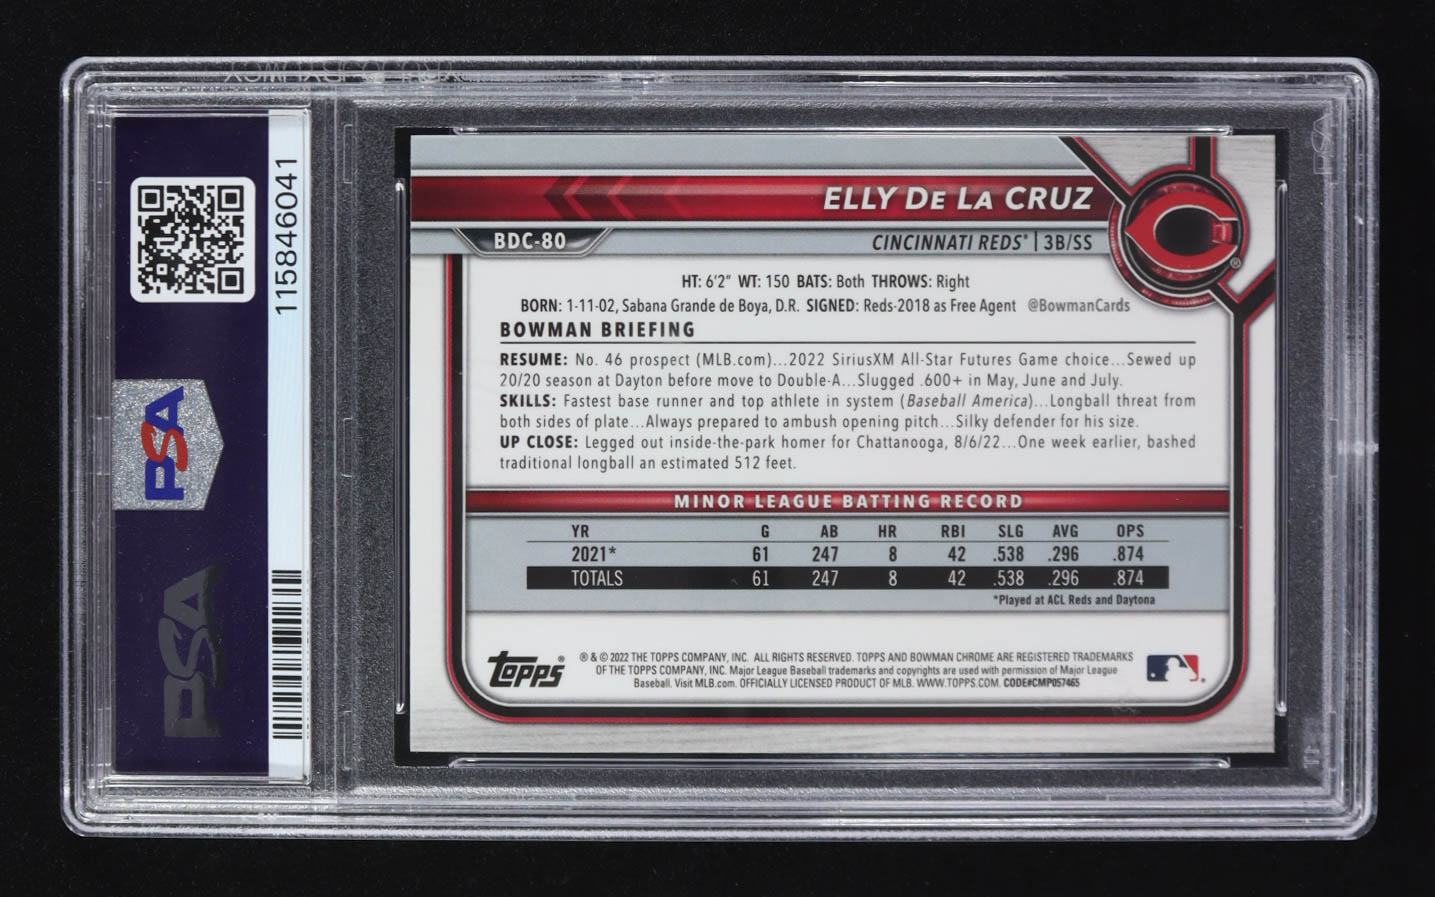 115846041
PSA
PSA
ELLY DE LA CRUZ
BDC-80
CINCINNATI REDS® | 3B/SS
HT: 6'2" WT: 150 BATS: Both THROWS: Right
BORN: 1-11-02, Sabana Grande de Boya, D.R. SIGNED: Reds-2018 as Free Agent @BowmanCards
BOWMAN BRIEFING
RESUME: No. 46 prospect (MLB.com)...2022 SiriusXM All-Star Futures Game choice...Sewed up
20/20 season at Dayton before move to Double-A...Slugged .600+ in May, June and July.
SKILLS: Fastest base runner and top athlete in system (Baseball America)...Longball threat from
both sides of plate...Always prepared to ambush opening pitch...Silky defender for his size.
UP CLOSE: Legged out inside-the-park homer for Chattanooga, 8/6/22...One week earlier, bashed
traditional longball an estimated 512 feet.
MINOR LEAGUE BATTING RECORD
YR G AB HR RBI SLG AVG OPS
2021* 61 247 8 42 .538 .296 .874
TOTALS 61 247 8 42 .538 .296 .874
*Played at ACL Reds and Daytona
topps®
® & © 2022 THE TOPPS COMPANY, INC. ALL RIGHTS RESERVED. TOPPS AND BOWMAN CHROME ARE REGISTERED TRADEMARKS
OF THE TOPPS COMPANY, INC. Major League Baseball trademarks and copyrights are used with permission of Major League
Baseball. Visit MLB.com. OFFICIALLY LICENSED PRODUCT OF MLB. WWW.TOPPS.COM. CODE#CMP057465